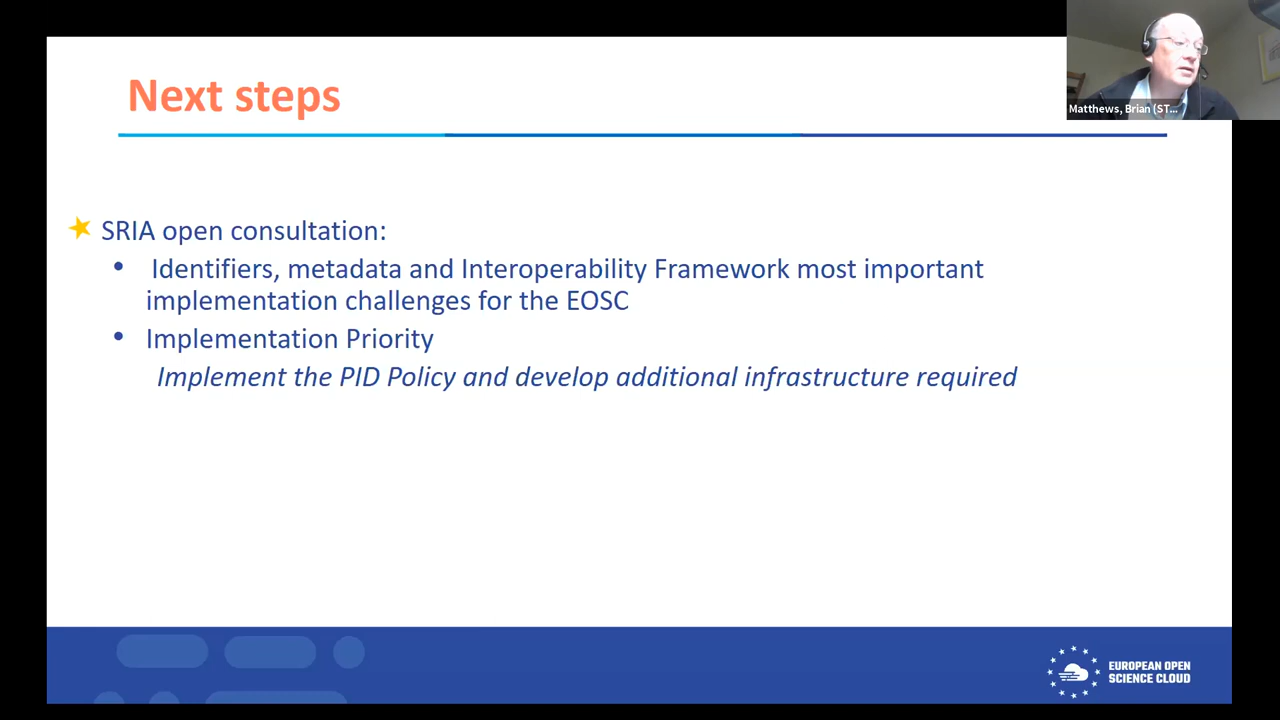 Next steps
Matthews, Brian (ST...
SRIA open consultation:
• Identifiers, metadata and Interoperability Framework most important
implementation challenges for the EOSC
• Implementation Priority
Implement the PID Policy and develop additional infrastructure required
EUROPEAN OPEN
SCIENCE CLOUD